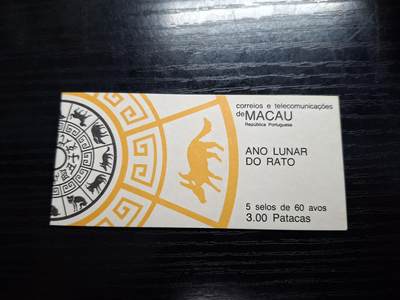 correios e telecomunicações
de MACAU
República Portuguesa
ANO LUNAR
DO RATO
5 selos de 60 avos
3.00 Patacas